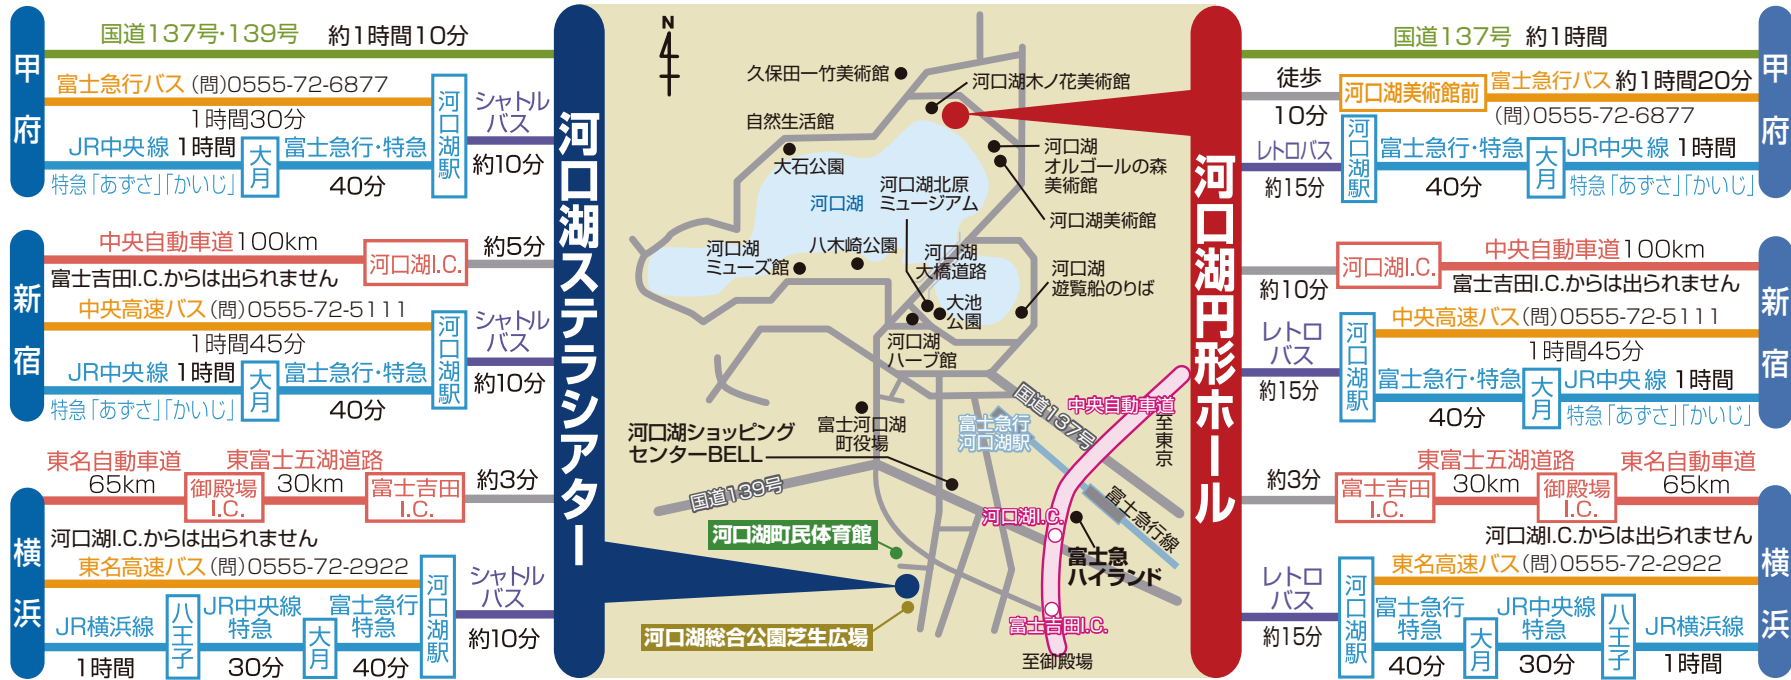 甲府
国道137号・139号 約1時間10分
富士急行バス (問)0555-72-6877
1時間30分
JR中央線 1時間
特急「あずさ」「かいじ」
大月
富士急行・特急
40分
河口湖駅
シャトル
バス
約10分
新宿
中央自動車道100km
富士吉田I.C.からは出られません
河口湖I.C.
約5分
中央高速バス(問)0555-72-5111
1時間45分
JR中央線 1時間
特急「あずさ」「かいじ」
大月
富士急行・特急
40分
河口湖駅
シャトル
バス
約10分
横浜
東名自動車道
65km
御殿場
I.C.
東富士五湖道路
30km
富士吉田
I.C.
約3分
河口湖I.C.からは出られません
東名高速バス(問)0555-72-2922
JR横浜線
1時間
八王子
JR中央線
特急
30分
大月
富士急行
特急
40分
河口湖駅
シャトル
バス
約10分
河口湖ステラシアター
N
久保田一竹美術館
河口湖木ノ花美術館
自然生活館
大石公園
河口湖
河口湖
オルゴールの森
美術館
河口湖北原
ミュージアム
河口湖美術館
河口湖
ミューズ館
八木崎公園
河口湖
大橋道路
河口湖
遊覧船のりば
大池
公園
河口湖
ハーブ館
国道137号
中央自動車道
至東京
富士急行
河口湖駅
富士河口湖
町役場
河口湖ショッピング
センターBELL
国道139号
富士急行線
河口湖I.C.
河口湖町民体育館
富士急
ハイランド
富士吉田I.C.
河口湖総合公園芝生広場
至御殿場
河口湖円形ホール
国道137号 約1時間
徒歩
10分
河口湖美術館前
富士急行バス 約1時間20分
(問)0555-72-6877
レトロバス
約15分
河口湖駅
富士急行・特急
40分
大月
JR中央線 1時間
特急「あずさ」「かいじ」
甲府
約10分
河口湖I.C.
中央自動車道100km
富士吉田I.C.からは出られません
中央高速バス(問)0555-72-5111
1時間45分
レトロ
バス
約15分
河口湖駅
富士急行・特急
40分
大月
JR中央線 1時間
特急「あずさ」「かいじ」
新宿
約3分
富士吉田
I.C.
東富士五湖道路
30km
御殿場
I.C.
東名自動車道
65km
河口湖I.C.からは出られません
東名高速バス(問)0555-72-2922
レトロ
バス
約15分
河口湖駅
富士急行
特急
40分
大月
JR中央線
特急
30分
八王子
JR横浜線
1時間
横浜